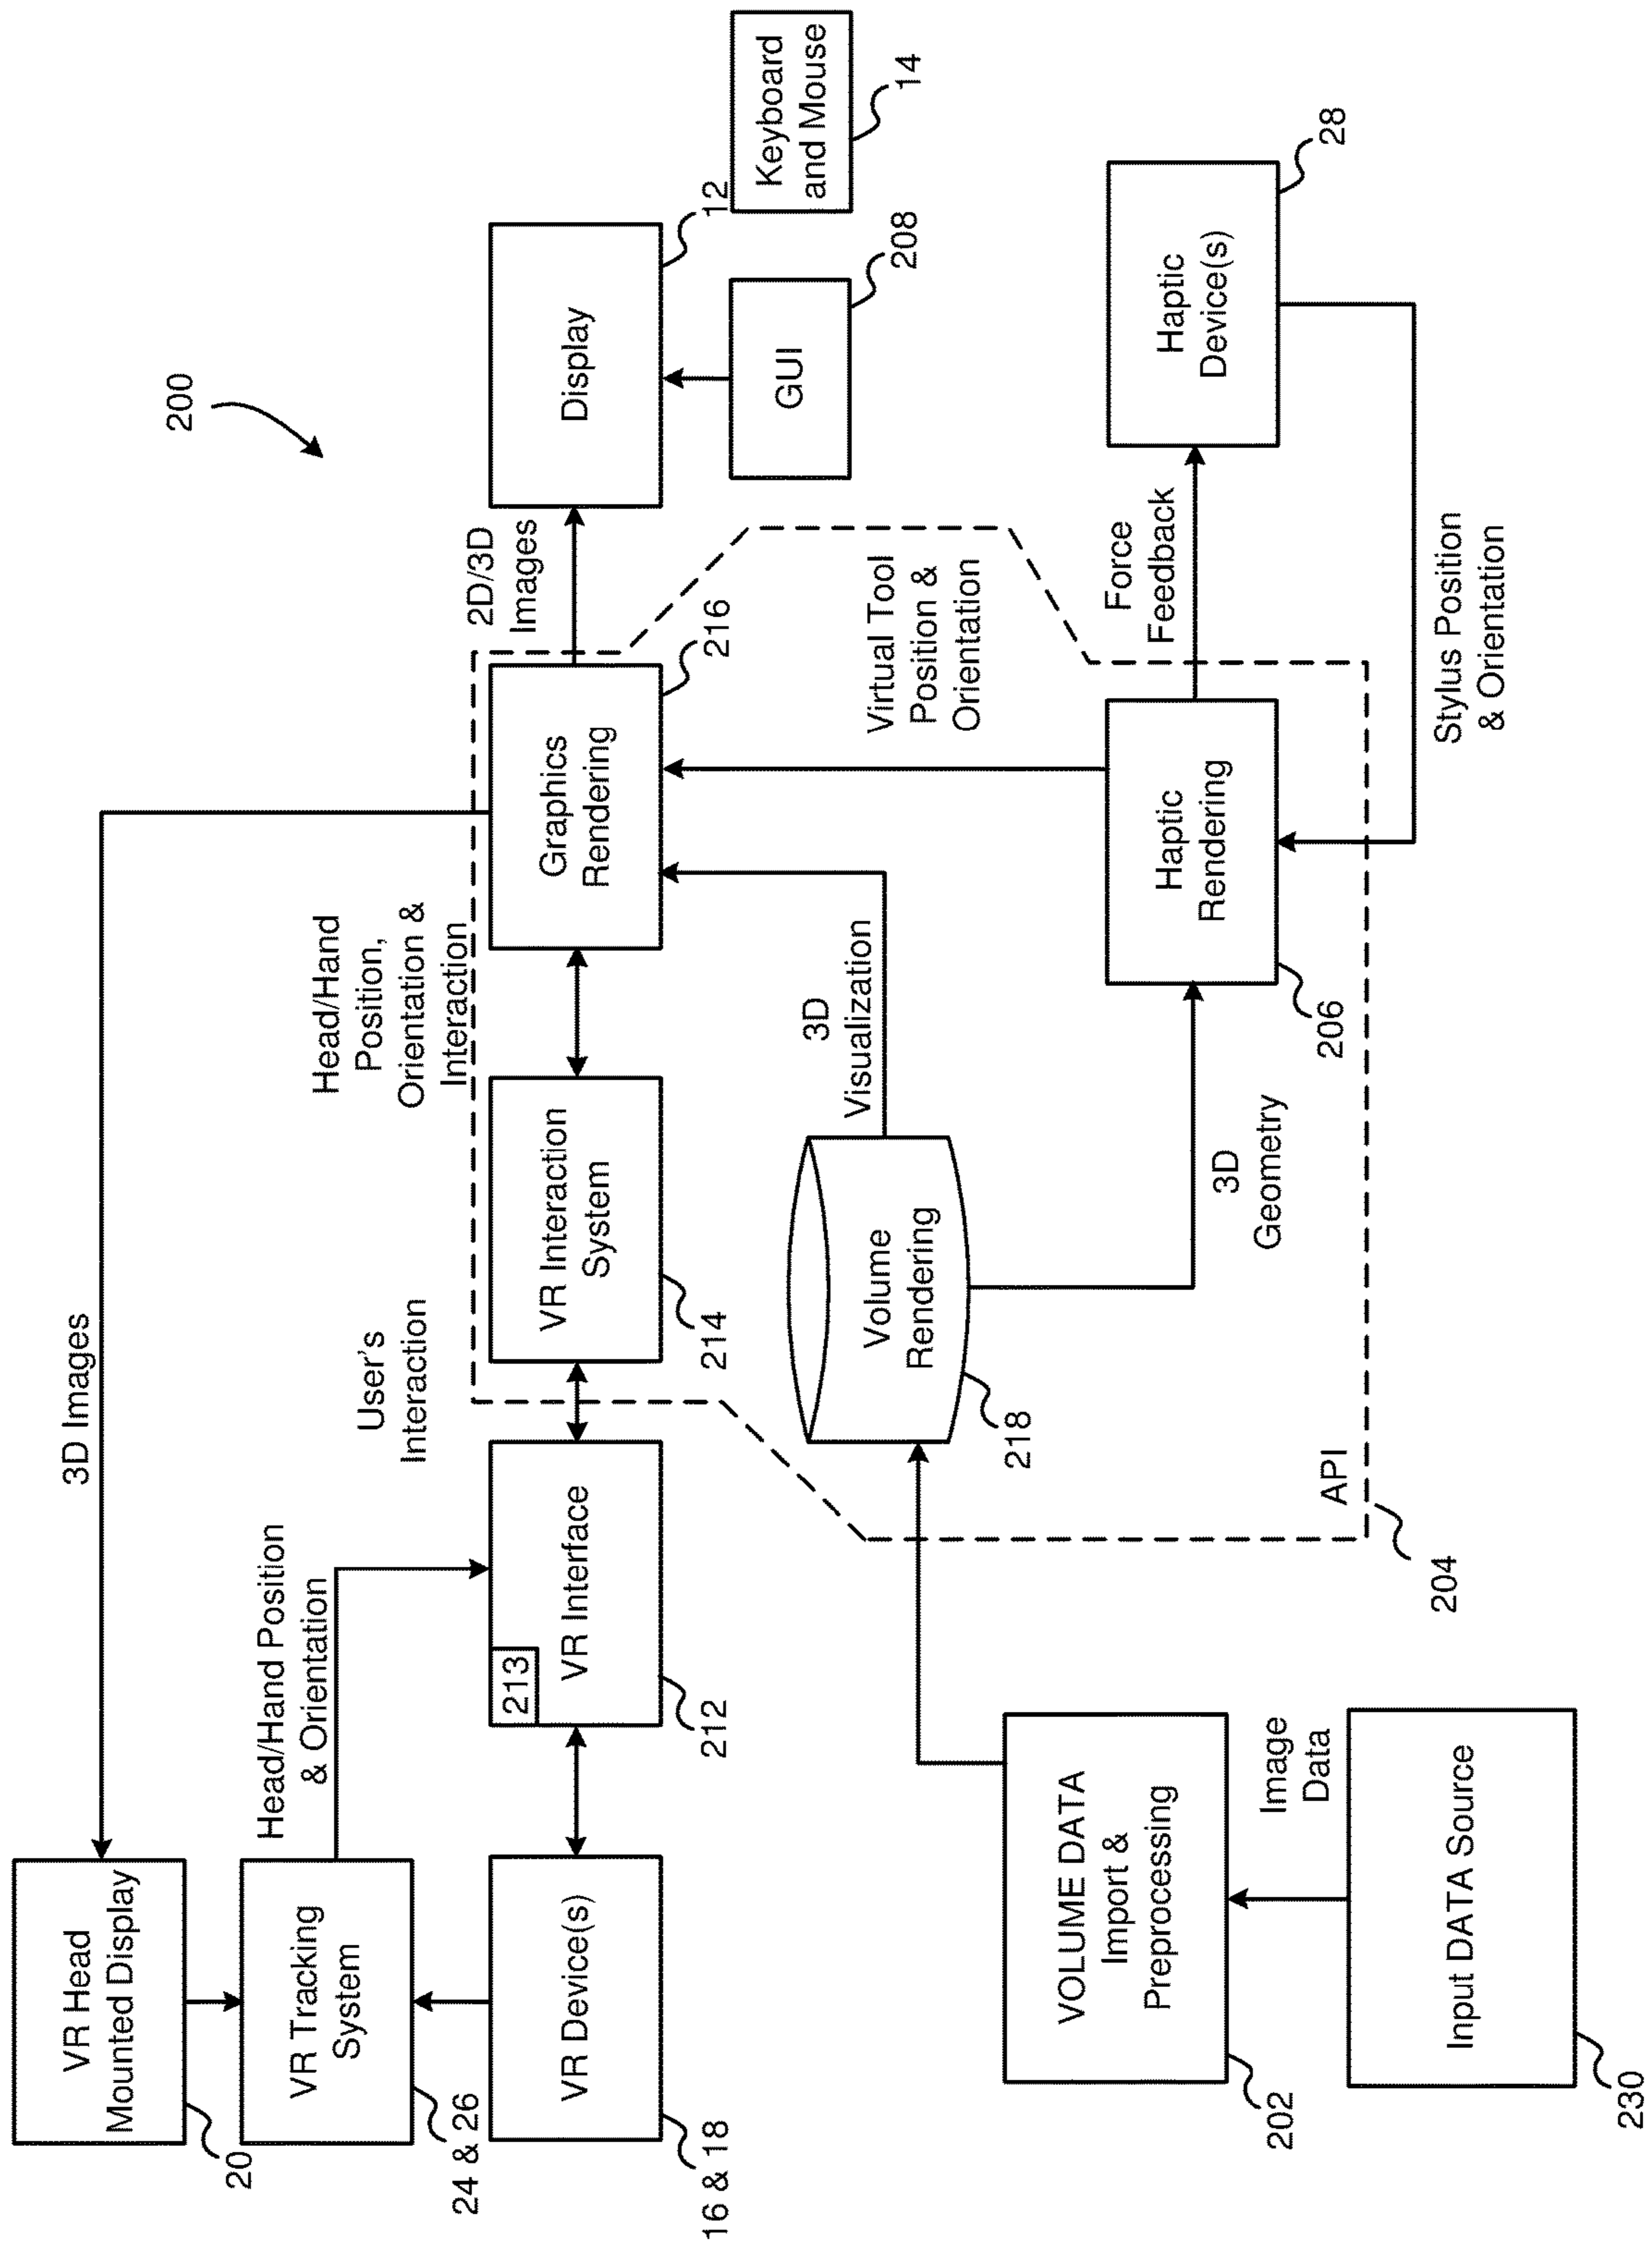 200
3D Images
VR Head
Mounted Display
20
Head/Hand Position
& Orientation
VR Tracking
System
24 & 26
User's
Interaction
Head/Hand
Position,
Orientation &
Interaction
2D/3D
Images
VR Device(s)
16 & 18
213
VR Interface
212
VR Interaction
System
214
Graphics
Rendering
216
Display
12
GUI
208
Keyboard
and Mouse
14
3D
Visualization
Virtual Tool
Position &
Orientation
Volume
Rendering
218
VOLUME DATA
Import &
Preprocessing
202
3D
Geometry
Haptic
Rendering
206
Force
Feedback
Haptic
Device(s)
28
Image
Data
API
204
Stylus Position
& Orientation
Input DATA Source
230